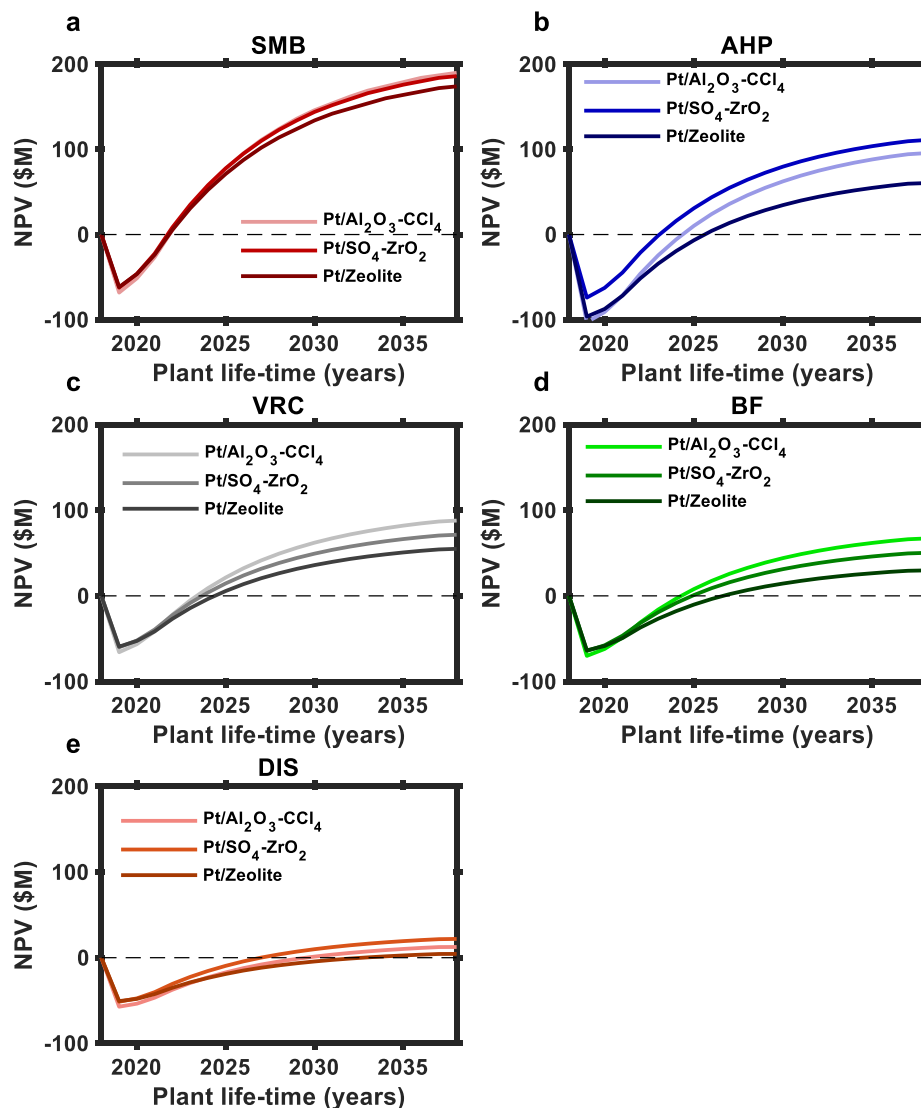 a
SMB
200
100
0
-100
NPV ($M)
Pt/Al₂O₃-CCl₄
Pt/SO₄-ZrO₂
Pt/Zeolite
2020 2025 2030 2035
Plant life-time (years)
b
AHP
200
100
0
-100
NPV ($M)
Pt/Al₂O₃-CCl₄
Pt/SO₄-ZrO₂
Pt/Zeolite
2020 2025 2030 2035
Plant life-time (years)
c
VRC
200
100
0
-100
NPV ($M)
Pt/Al₂O₃-CCl₄
Pt/SO₄-ZrO₂
Pt/Zeolite
2020 2025 2030 2035
Plant life-time (years)
d
BF
200
100
0
-100
NPV ($M)
Pt/Al₂O₃-CCl₄
Pt/SO₄-ZrO₂
Pt/Zeolite
2020 2025 2030 2035
Plant life-time (years)
e
DIS
200
100
0
-100
NPV ($M)
Pt/Al₂O₃-CCl₄
Pt/SO₄-ZrO₂
Pt/Zeolite
2020 2025 2030 2035
Plant life-time (years)